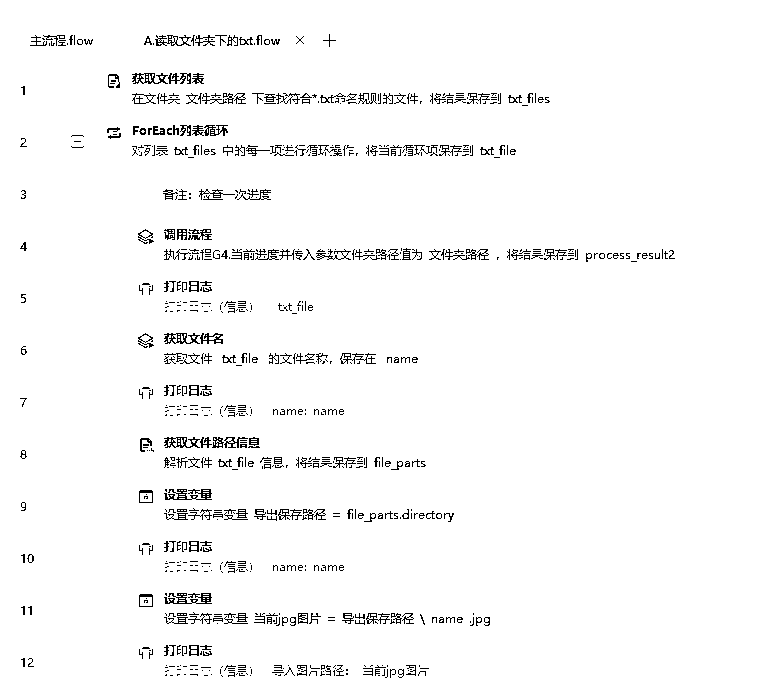 主流程.flow A.读取文件夹下的txt.flow × +
1 获取文件列表
在文件夹 文件夹路径 下查找符合*.txt命名规则的文件，将结果保存到 txt_files
2 ForEach列表循环
对列表 txt_files 中的每一项进行循环操作，将当前循环项保存到 txt_file
3 备注：检查一次进度
4 调用流程
执行流程G4.当前进度并传入参数文件夹路径值为 文件夹路径 ，将结果保存到 process_result2
5 打印日志
打印日志（信息） txt_file
6 获取文件名
获取文件 txt_file 的文件名称，保存在 name
7 打印日志
打印日志（信息） name: name
8 获取文件路径信息
解析文件 txt_file 信息，将结果保存到 file_parts
9 设置变量
设置字符串变量 导出保存路径 = file_parts.directory
10 打印日志
打印日志（信息） name: name
11 设置变量
设置字符串变量 当前jpg图片 = 导出保存路径 \ name .jpg
12 打印日志
打印日志（信息） 导入图片路径： 当前jpg图片